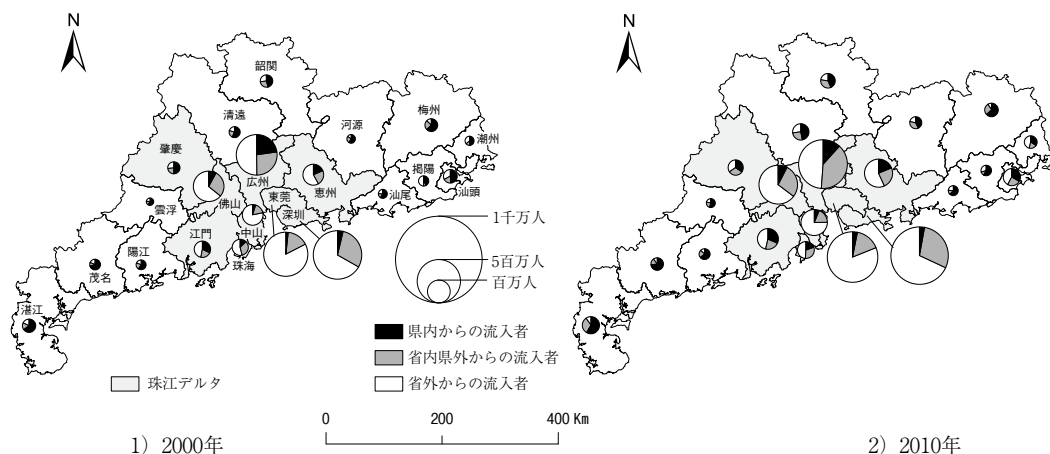 N
韶関
清遠
河源
梅州
潮州
肇慶
広州
恵州
掲陽
汕頭
汕尾
佛山
東莞
雲浮
深圳
江門
中山
珠海
陽江
茂名
湛江
1千万人
5百万人
百万人
県内からの流入者
省内県外からの流入者
省外からの流入者
珠江デルタ
0 200 400 Km
1）2000年
N
2）2010年